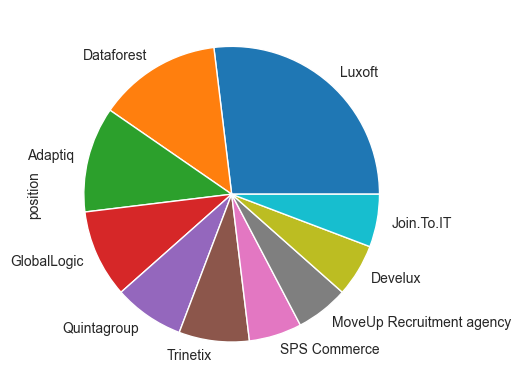 Luxoft
Dataforest
Adaptiq
GlobalLogic
Quintagroup
Trinetix
SPS Commerce
MoveUp Recruitment agency
Develux
Join.To.IT
position